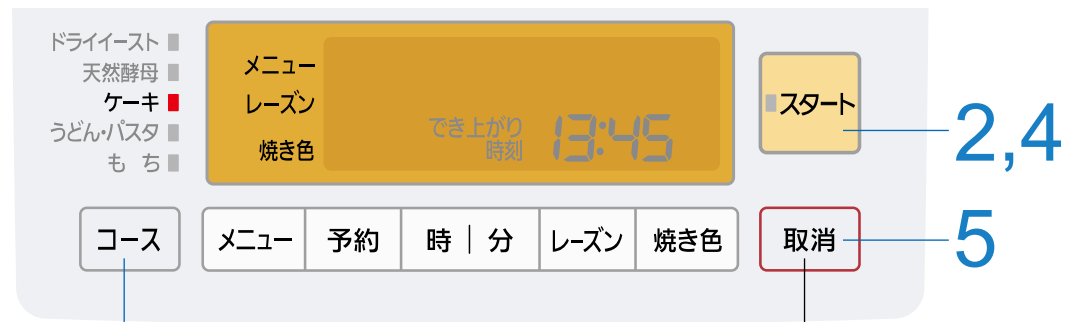 ドライイースト
天然酵母
ケーキ
うどん・パスタ
も ち
メニュー
レーズン
焼き色
でき上がり
時刻
13:45
スタート
2,4
コース
メニュー
予約
時｜分
レーズン
焼き色
取消
5